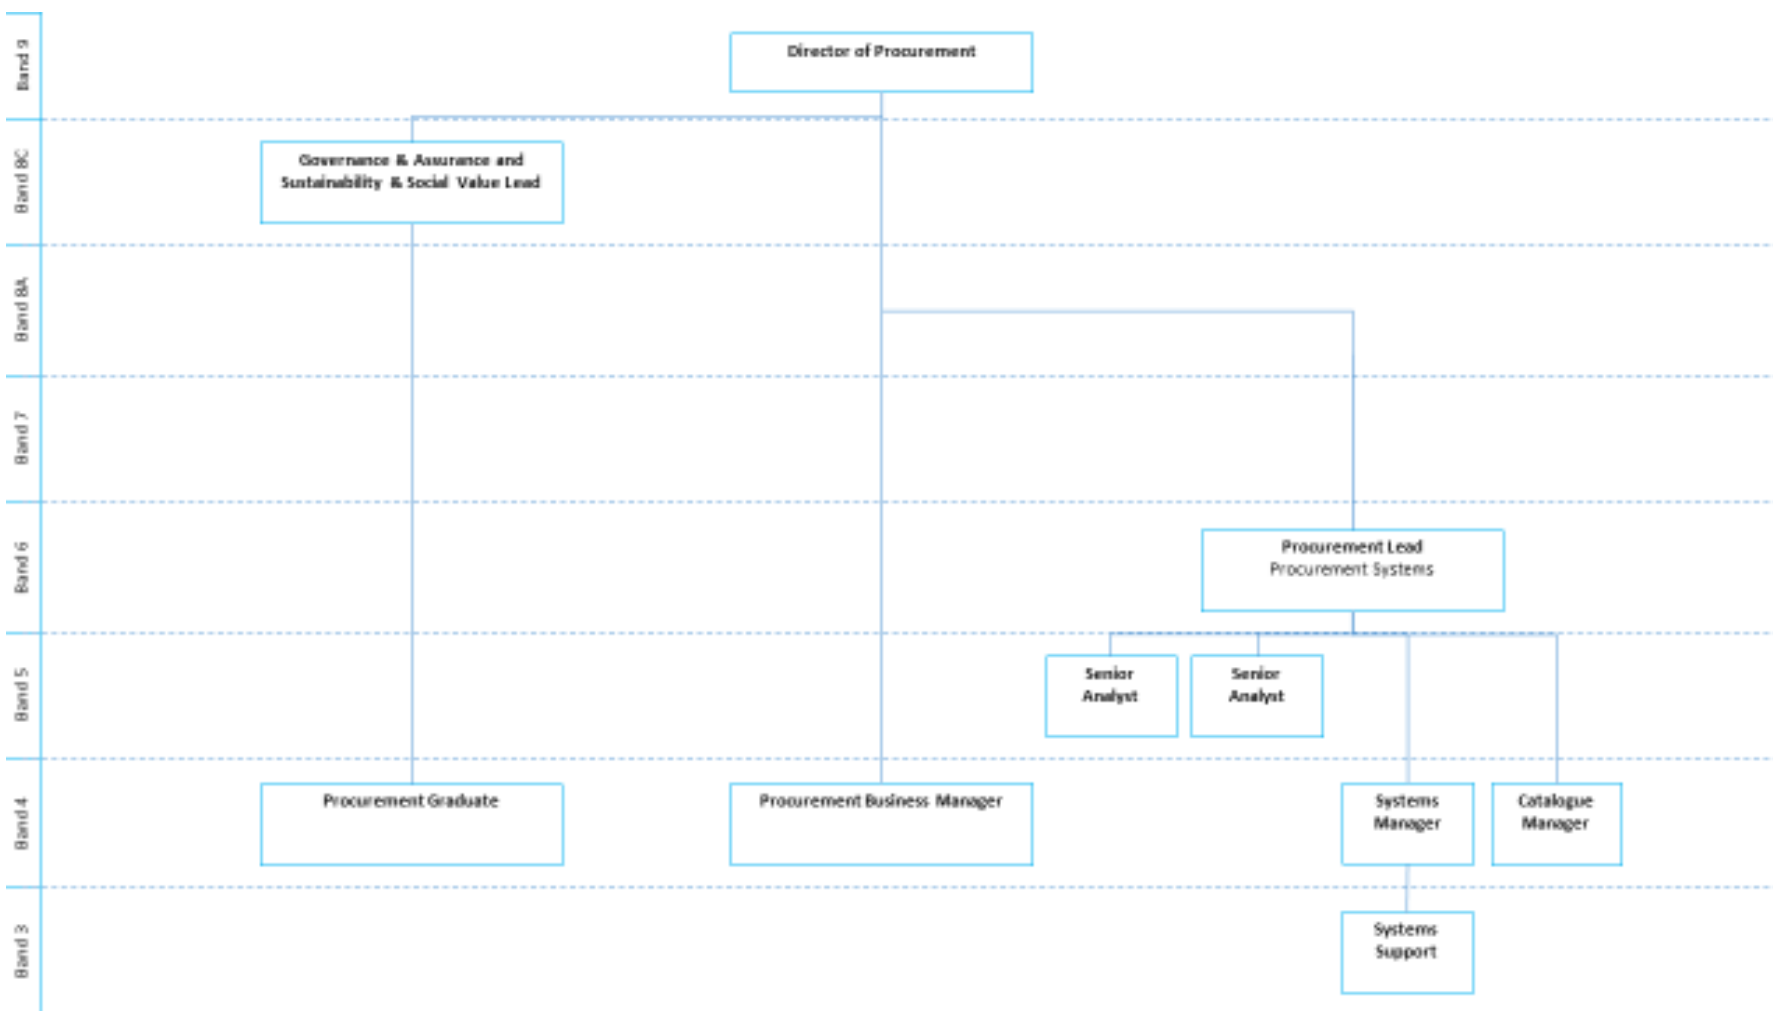 Band 9
Director of Procurement
Band 8C
Governance & Assurance and
Sustainability & Social Value Lead
Band 8A
Band 7
Band 6
Procurement Lead
Procurement Systems
Band 5
Senior
Analyst
Senior
Analyst
Band 4
Procurement Graduate
Procurement Business Manager
Systems
Manager
Catalogue
Manager
Band 3
Systems
Support